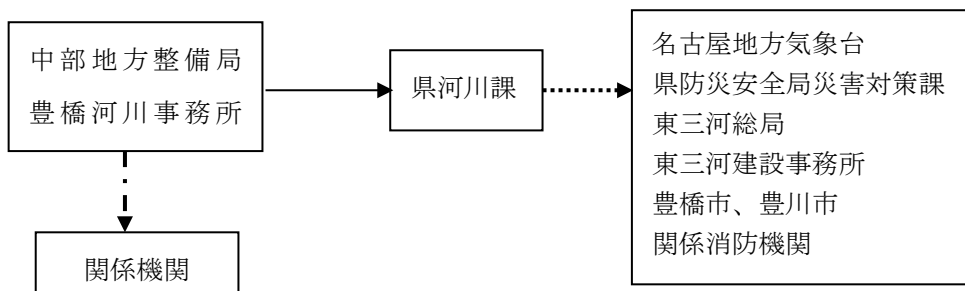 中部地方整備局
豊橋河川事務所
県河川課
名古屋地方気象台
県防災安全局災害対策課
東三河総局
東三河建設事務所
豊橋市、豊川市
関係消防機関
関係機関